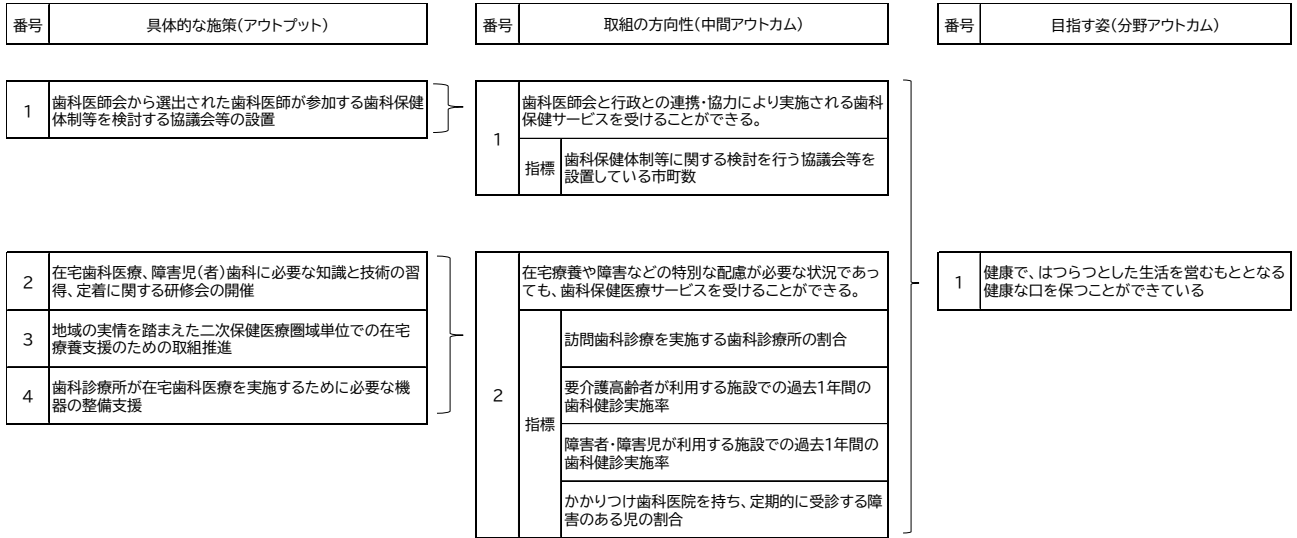 番号
具体的な施策(アウトプット)
番号
取組の方向性(中間アウトカム)
番号
目指す姿(分野アウトカム)
1
歯科医師会から選出された歯科医師が参加する歯科保健
体制等を検討する協議会等の設置
1
歯科医師会と行政との連携・協力により実施される歯科
保健サービスを受けることができる。
指標
歯科保健体制等に関する検討を行う協議会等を
設置している市町数
2
在宅歯科医療、障害児(者)歯科に必要な知識と技術の習
得、定着に関する研修会の開催
3
地域の実情を踏まえた二次保健医療圏域単位での在宅
療養支援のための取組推進
4
歯科診療所が在宅歯科医療を実施するために必要な機
器の整備支援
2
在宅療養や障害などの特別な配慮が必要な状況であっ
ても、歯科保健医療サービスを受けることができる。
指標
訪問歯科診療を実施する歯科診療所の割合
要介護高齢者が利用する施設での過去1年間の
歯科健診実施率
障害者・障害児が利用する施設での過去1年間の
歯科健診実施率
かかりつけ歯科医院を持ち、定期的に受診する障
害のある児の割合
1
健康で、はつらつとした生活を営むもととなる
健康な口を保つことができている